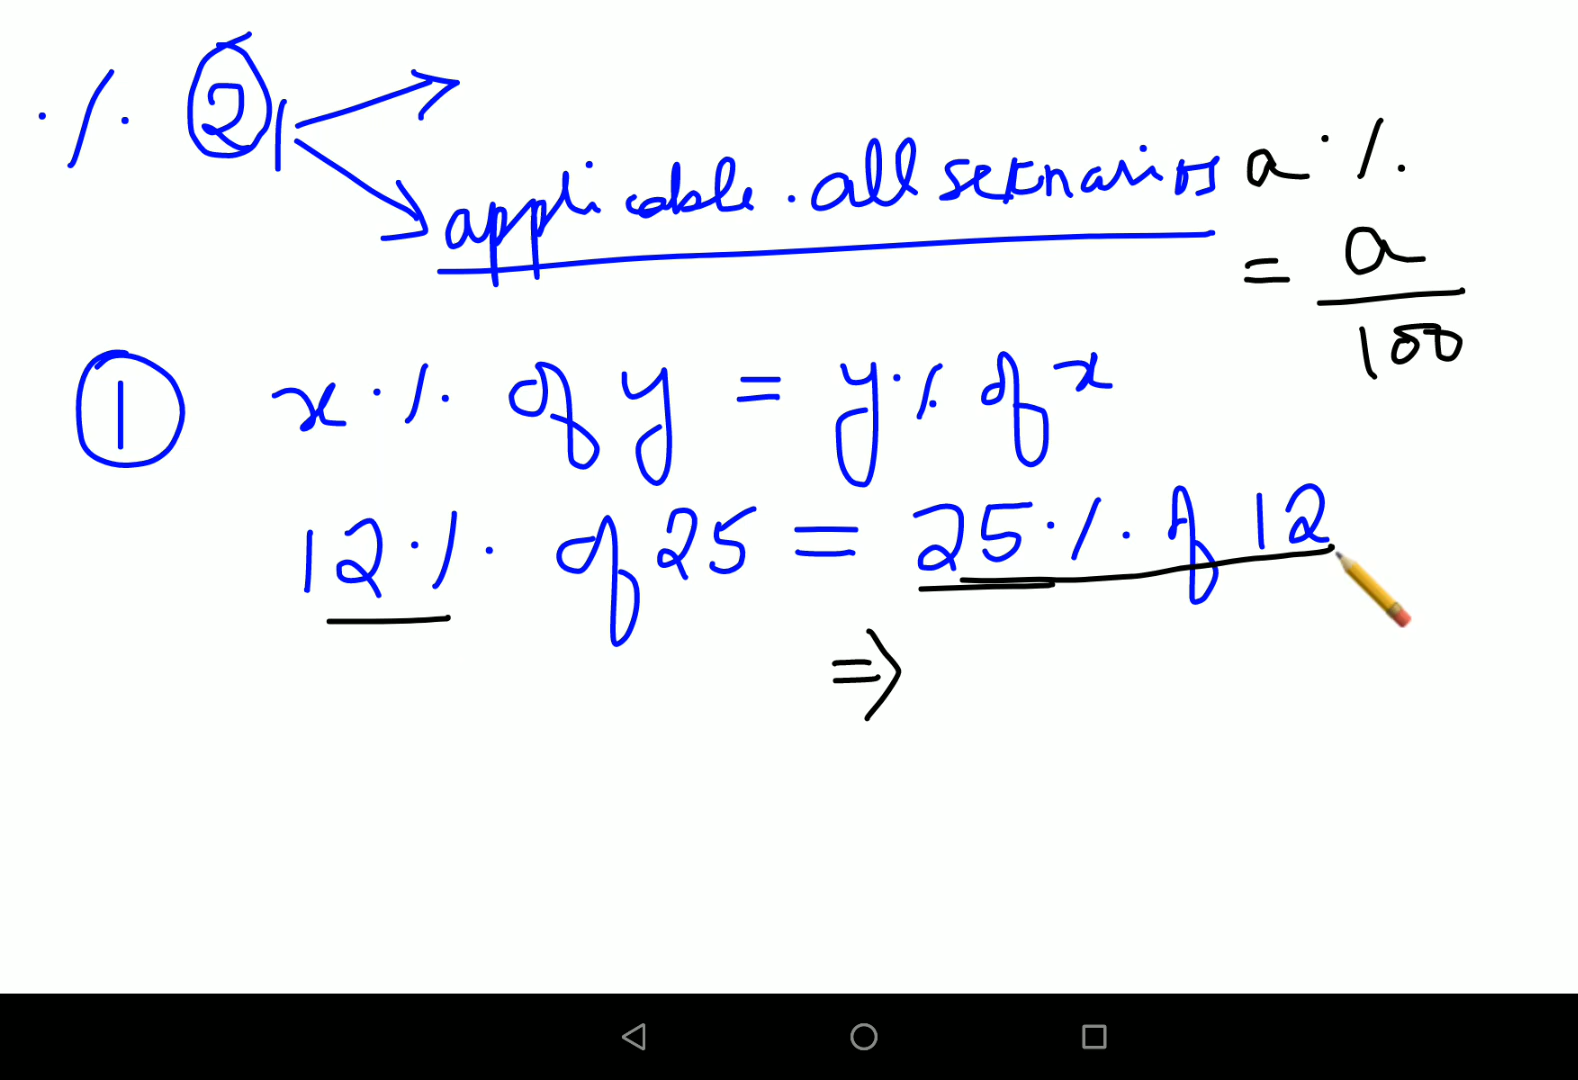 % 2
applicable. all scenarios
a %
= a
100
1 x % of y = y % of x
12 % of 25 = 25 % of 12
⇒